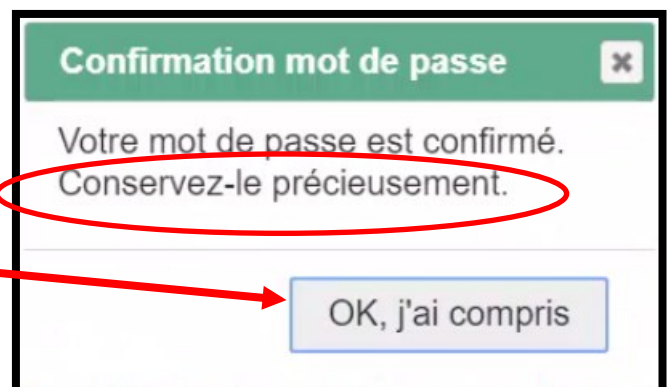 Confirmation mot de passe
Votre mot de passe est confirmé.
Conservez-le précieusement.
OK, j'ai compris